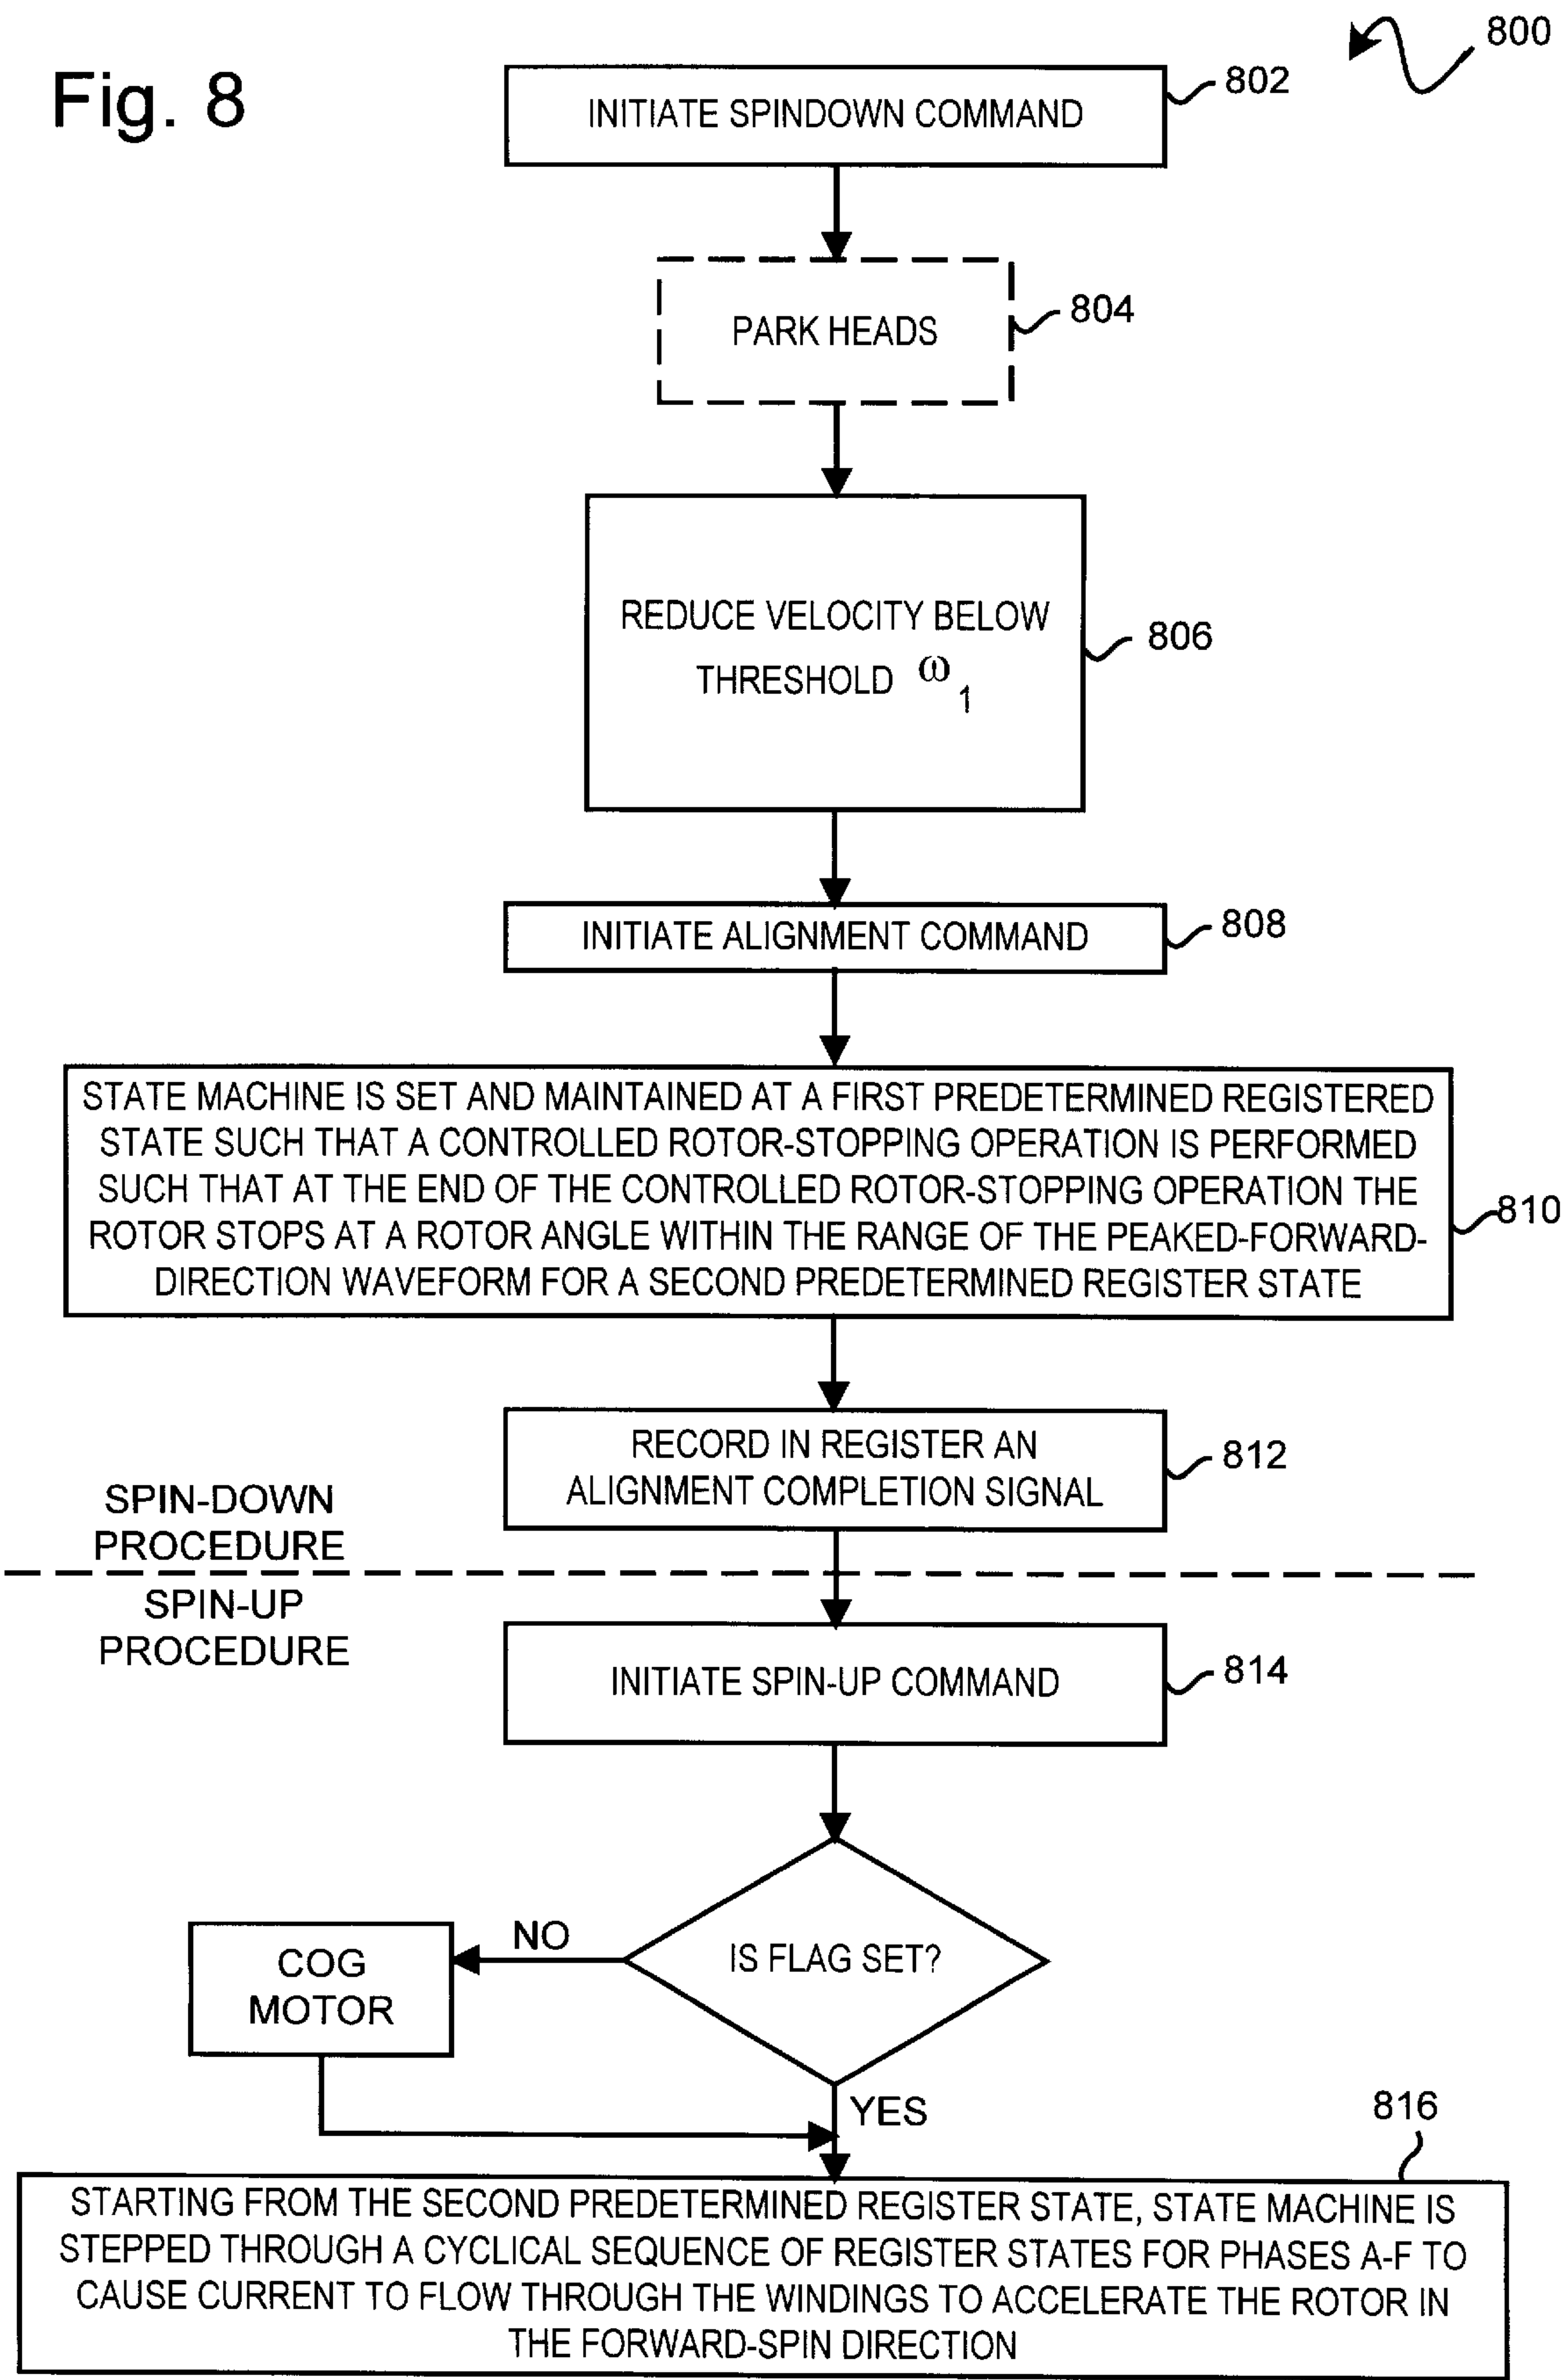 Fig. 8
800
INITIATE SPINDOWN COMMAND
802
PARK HEADS
804
REDUCE VELOCITY BELOW
THRESHOLD ω1
806
INITIATE ALIGNMENT COMMAND
808
STATE MACHINE IS SET AND MAINTAINED AT A FIRST PREDETERMINED REGISTERED
STATE SUCH THAT A CONTROLLED ROTOR-STOPPING OPERATION IS PERFORMED
SUCH THAT AT THE END OF THE CONTROLLED ROTOR-STOPPING OPERATION THE
ROTOR STOPS AT A ROTOR ANGLE WITHIN THE RANGE OF THE PEAKED-FORWARD-
DIRECTION WAVEFORM FOR A SECOND PREDETERMINED REGISTER STATE
810
RECORD IN REGISTER AN
ALIGNMENT COMPLETION SIGNAL
812
SPIN-DOWN
PROCEDURE
SPIN-UP
PROCEDURE
INITIATE SPIN-UP COMMAND
814
IS FLAG SET?
NO
COG
MOTOR
YES
816
STARTING FROM THE SECOND PREDETERMINED REGISTER STATE, STATE MACHINE IS
STEPPED THROUGH A CYCLICAL SEQUENCE OF REGISTER STATES FOR PHASES A-F TO
CAUSE CURRENT TO FLOW THROUGH THE WINDINGS TO ACCELERATE THE ROTOR IN
THE FORWARD-SPIN DIRECTION